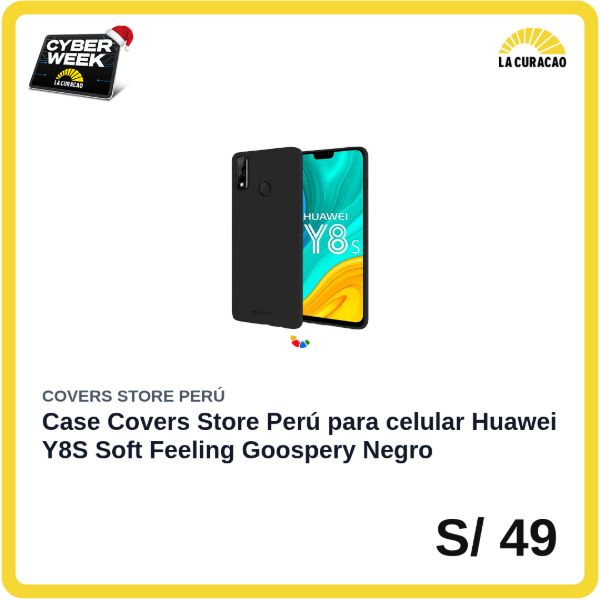 CYBER
WEEK
LA CURACAO
LA CURACAO
HUAWEI
Y8s
COVERS STORE PERÚ
Case Covers Store Perú para celular Huawei
Y8S Soft Feeling Goospery Negro
S/ 49